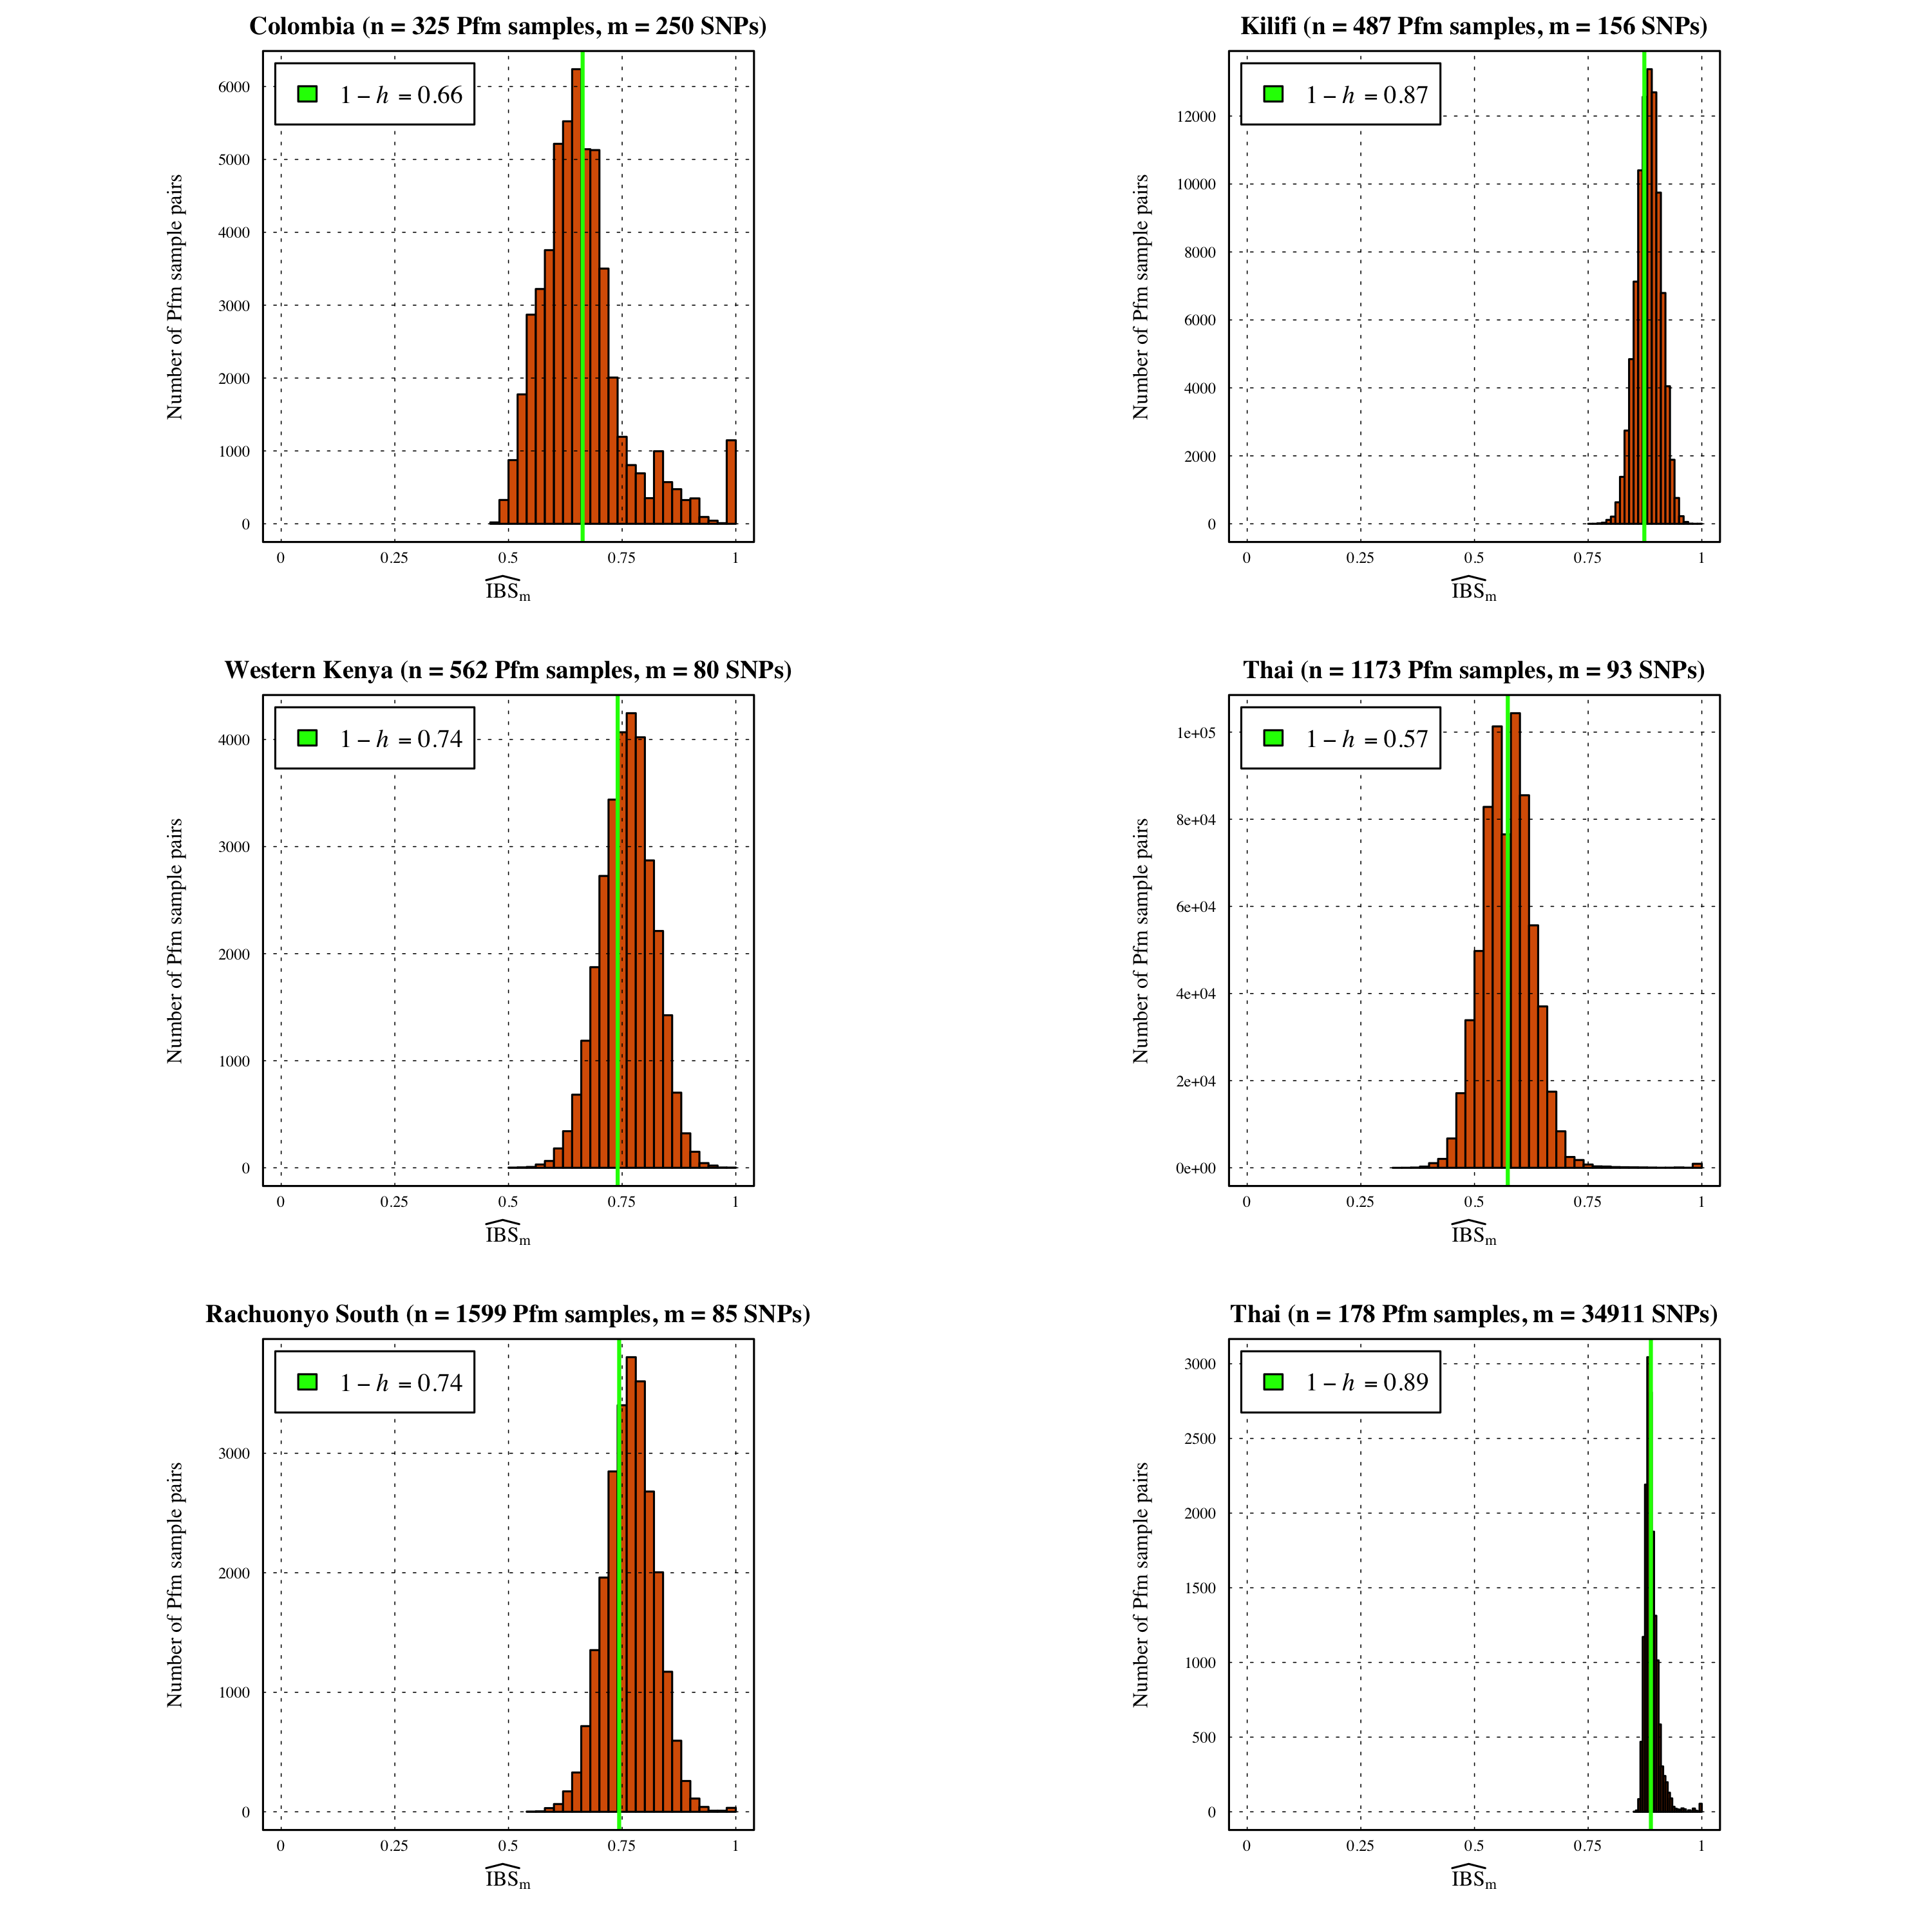 Colombia (n = 325 Pfm samples, m = 250 SNPs)
1 − h = 0.66
Number of Pfm sample pairs
6000
5000
4000
3000
2000
1000
0
0 0.25 0.5 0.75 1
IBSm
Kilifi (n = 487 Pfm samples, m = 156 SNPs)
1 − h = 0.87
Number of Pfm sample pairs
12000
10000
8000
6000
4000
2000
0
0 0.25 0.5 0.75 1
IBSm
Western Kenya (n = 562 Pfm samples, m = 80 SNPs)
1 − h = 0.74
Number of Pfm sample pairs
4000
3000
2000
1000
0
0 0.25 0.5 0.75 1
IBSm
Thai (n = 1173 Pfm samples, m = 93 SNPs)
1 − h = 0.57
Number of Pfm sample pairs
1e+05
8e+04
6e+04
4e+04
2e+04
0e+00
0 0.25 0.5 0.75 1
IBSm
Rachuonyo South (n = 1599 Pfm samples, m = 85 SNPs)
1 − h = 0.74
Number of Pfm sample pairs
3000
2000
1000
0
0 0.25 0.5 0.75 1
IBSm
Thai (n = 178 Pfm samples, m = 34911 SNPs)
1 − h = 0.89
Number of Pfm sample pairs
3000
2500
2000
1500
1000
500
0
0 0.25 0.5 0.75 1
IBSm